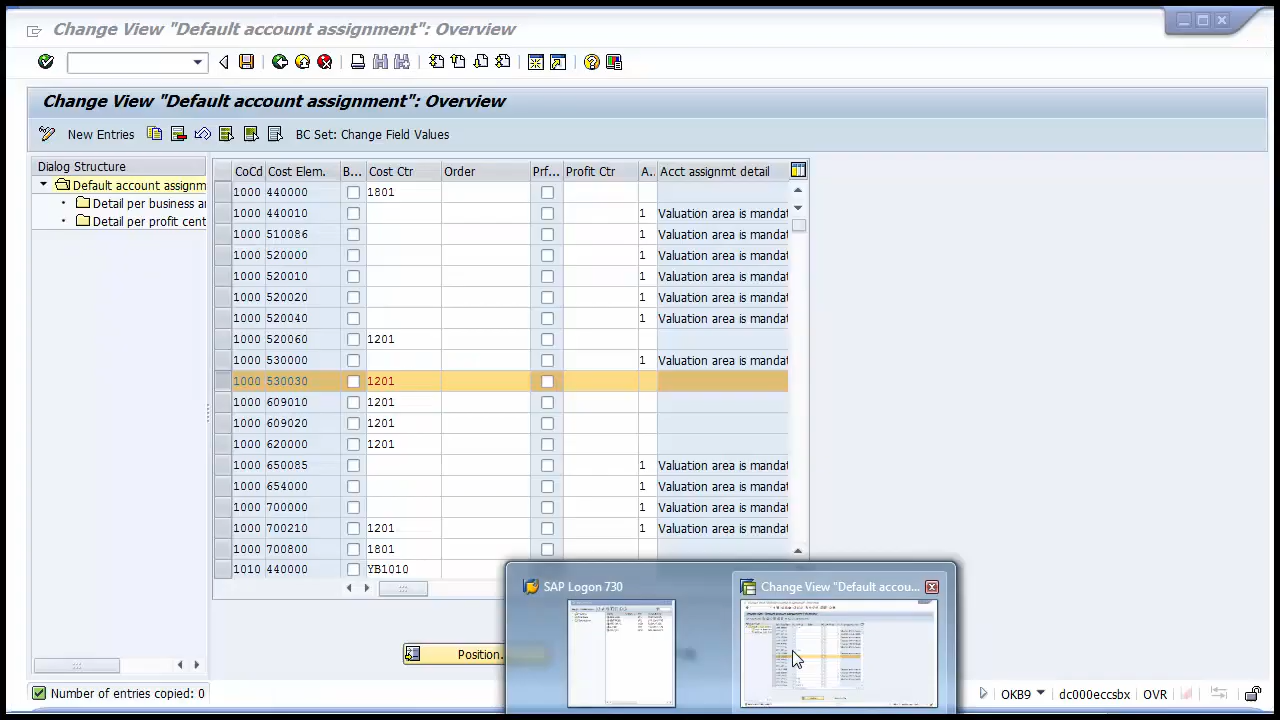 Change View "Default account assignment": Overview
Change View "Default account assignment": Overview
New Entries BC Set: Change Field Values
Dialog Structure
Default account assignm
Detail per business ar
Detail per profit cent
CoCd Cost Elem. B... Cost Ctr Order Prf... Profit Ctr A.. Acct assignmt detail
1000 440000 1801
1000 440010 1 Valuation area is mandat
1000 510086 1 Valuation area is mandat
1000 520000 1 Valuation area is mandat
1000 520010 1 Valuation area is mandat
1000 520020 1 Valuation area is mandat
1000 520040 1 Valuation area is mandat
1000 520060 1201
1000 530000 1 Valuation area is mandat
1000 530030 1201
1000 609010 1201
1000 609020 1201
1000 620000 1201
1000 650085 1 Valuation area is mandat
1000 654000 1 Valuation area is mandat
1000 700000 1 Valuation area is mandat
1000 700210 1201 1 Valuation area is mandat
1000 700800 1801
1010 440000 YB1010
SAP Logon 730
Change View "Default accou...
Position.
Number of entries copied: 0
OKB9 dc000eccsbx OVR